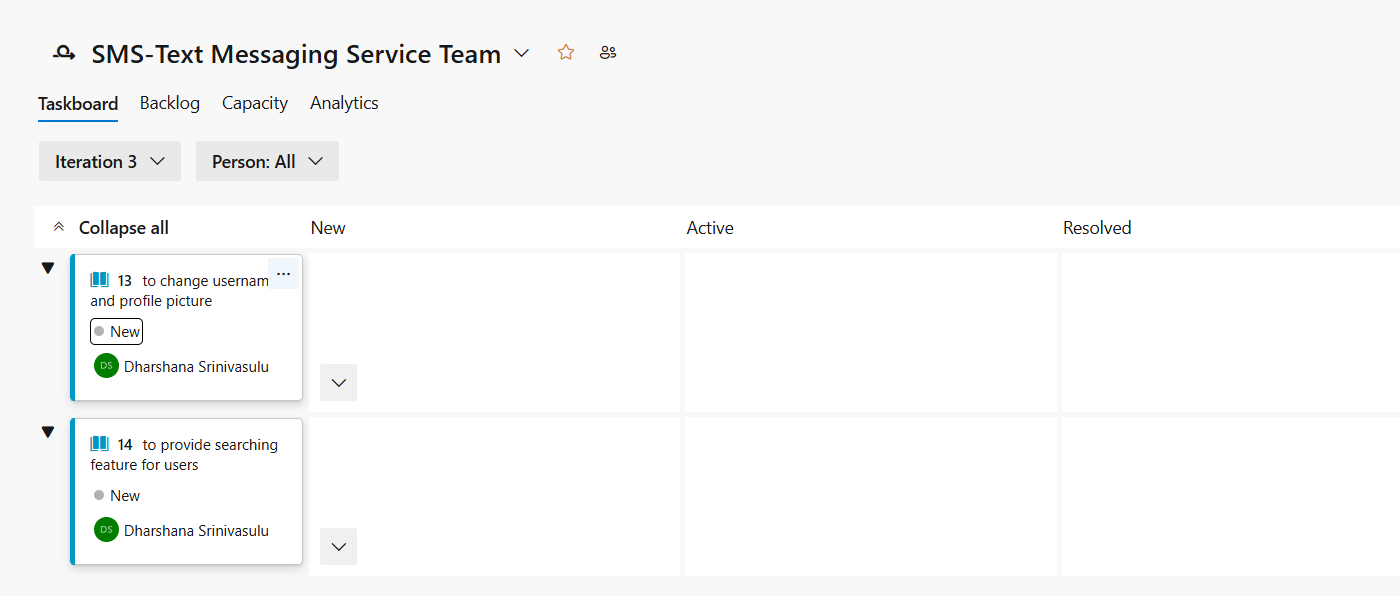 SMS-Text Messaging Service Team
Taskboard Backlog Capacity Analytics
Iteration 3 Person: All
Collapse all New Active Resolved
13 to change usernam
and profile picture
New
DS Dharshana Srinivasulu
14 to provide searching
feature for users
New
DS Dharshana Srinivasulu